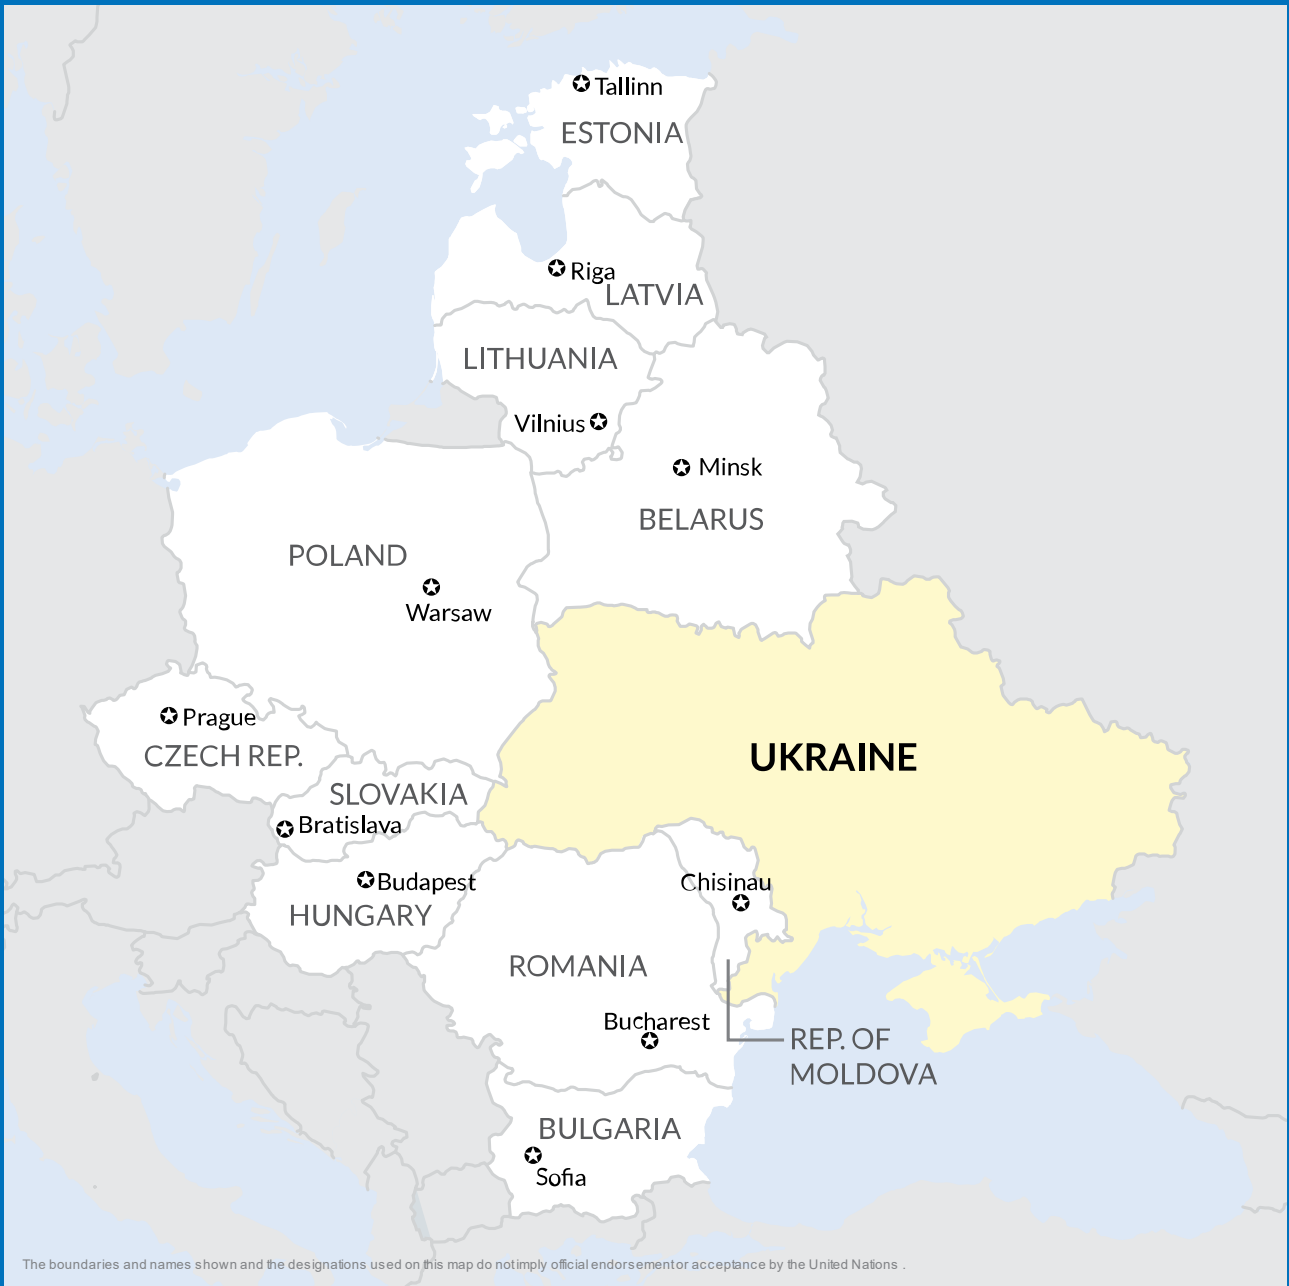 Tallinn
ESTONIA
Riga
LATVIA
LITHUANIA
Vilnius
Minsk
BELARUS
POLAND
Warsaw
Prague
CZECH REP.
UKRAINE
SLOVAKIA
Bratislava
Budapest
HUNGARY
Chisinau
ROMANIA
Bucharest
REP. OF
MOLDOVA
BULGARIA
Sofia
The boundaries and names shown and the designations used on this map do not imply official endorsement or acceptance by the United Nations .